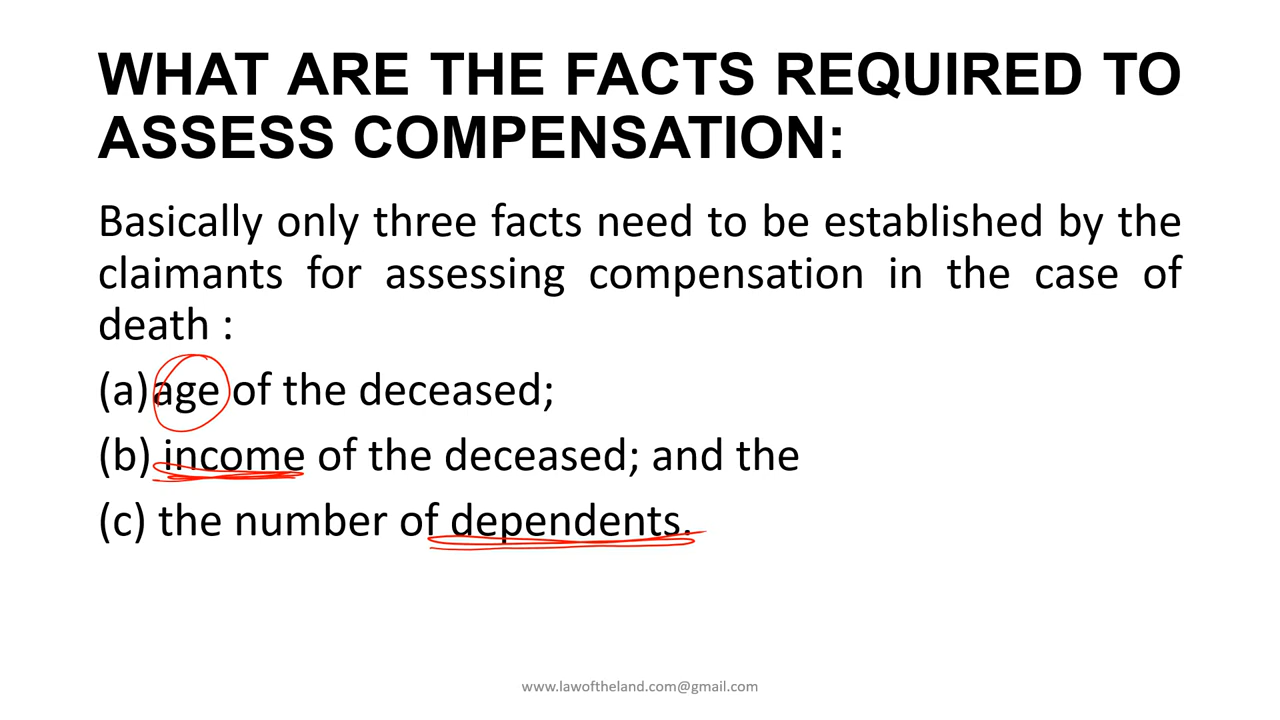 WHAT ARE THE FACTS REQUIRED TO
ASSESS COMPENSATION:
Basically only three facts need to be established by the
claimants for assessing compensation in the case of
death :
(a)age of the deceased;
(b) income of the deceased; and the
(c) the number of dependents.
www.lawoftheland.com@gmail.com